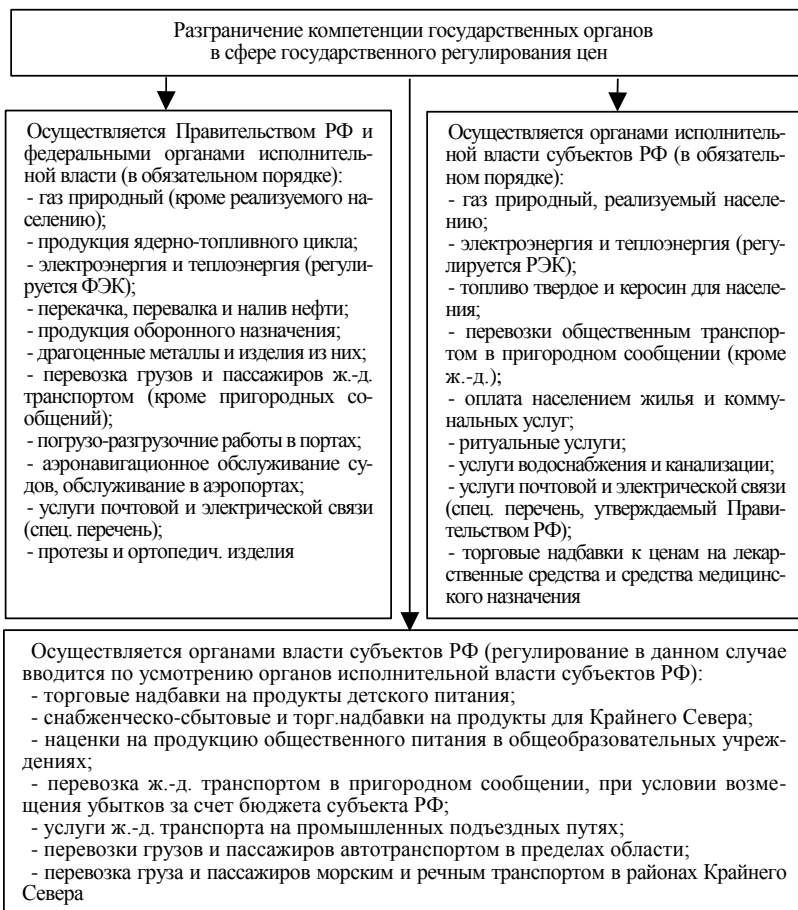 Разграничение компетенции государственных органов
в сфере государственного регулирования цен
Осуществляется Правительством РФ и
федеральными органами исполнитель-
ной власти (в обязательном порядке):
- газ природный (кроме реализуемого на-
селению);
- продукция ядерно-топливного цикла;
- электроэнергия и теплоэнергия (регули-
руется ФЭК);
- перекачка, перевалка и налив нефти;
- продукция оборонного назначения;
- драгоценные металлы и изделия из них;
- перевозка грузов и пассажиров ж.-д.
транспортом (кроме пригородных со-
общений);
- погрузо-разгрузочние работы в портах;
- аэронавигационное обслуживание су-
дов, обслуживание в аэропортах;
- услуги почтовой и электрической связи
(спец. перечень);
- протезы и ортопедич. изделия
Осуществляется органами исполнитель-
ной власти субъектов РФ (в обязатель-
ном порядке):
- газ природный, реализуемый населе-
нию;
- электроэнергия и теплоэнергия (регу-
лируется РЭК);
- топливо твердое и керосин для населе-
ния;
- перевозки общественным транспор-
том в пригородном сообщении (кроме
ж.-д.);
- оплата населением жилья и комму-
нальных услуг;
- ритуальные услуги;
- услуги водоснабжения и канализации;
- услуги почтовой и электрической связи
(спец. перечень, утверждаемый Прави-
тельством РФ);
- торговые надбавки к ценам на лекар-
ственные средства и средства медицин-
ского назначения
Осуществляется органами власти субъектов РФ (регулирование в данном случае
вводится по усмотрению органов исполнительной власти субъектов РФ):
- торговые надбавки на продукты детского питания;
- снабженческо-сбытовые и торг.надбавки на продукты для Крайнего Севера;
- наценки на продукцию общественного питания в общеобразовательных учреж-
дениях;
- перевозка ж.-д. транспортом в пригородном сообщении, при условии возме-
щения убытков за счет бюджета субъекта РФ;
- услуги ж.-д. транспорта на промышленных подъездных путях;
- перевозки грузов и пассажиров автотранспортом в пределах области;
- перевозка груза и пассажиров морским и речным транспортом в районах Крайнего
Севера